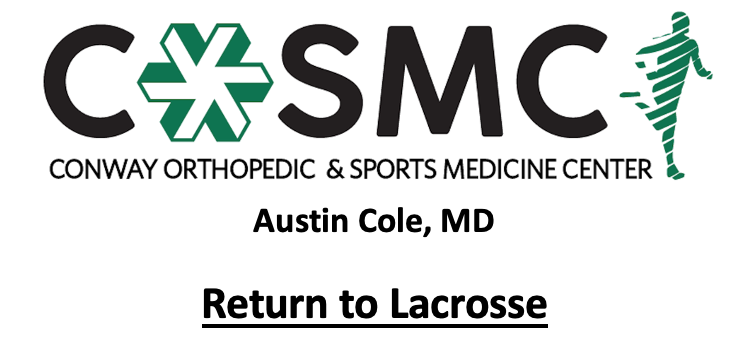 COSMC
CONWAY ORTHOPEDIC & SPORTS MEDICINE CENTER
Austin Cole, MD
Return to Lacrosse